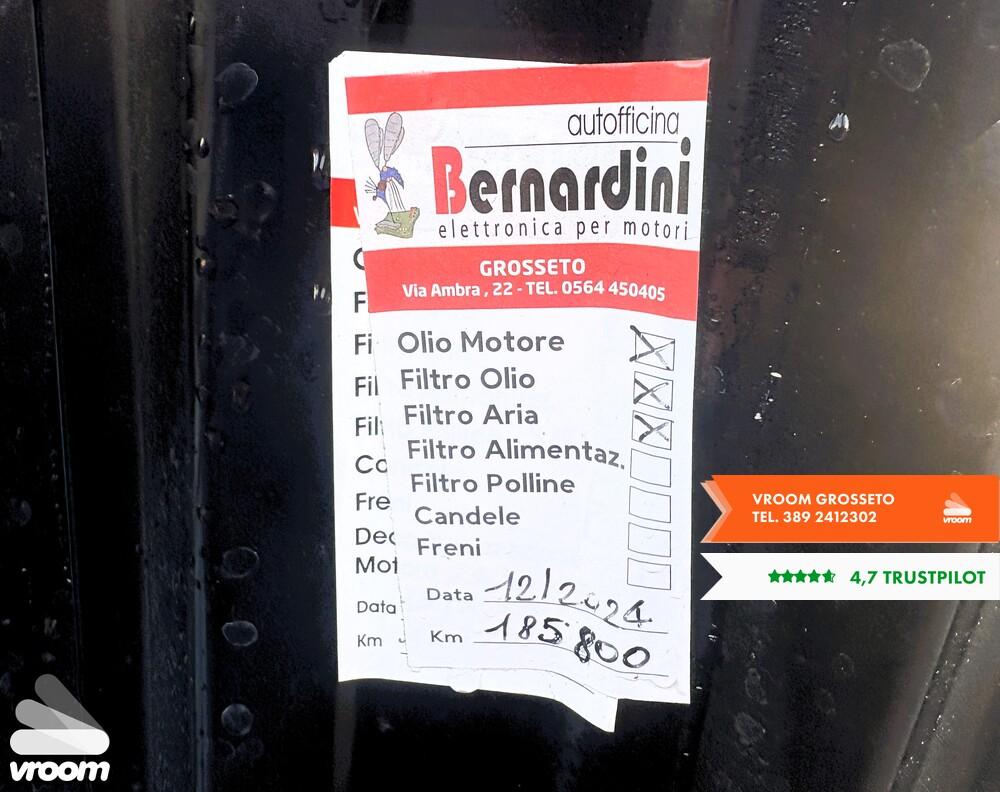 autofficina
Bernardini
elettronica per motori
GROSSETO
Via Ambra , 22 - TEL. 0564 450405
Olio Motore
Filtro Olio
Filtro Aria
Filtro Alimentaz.
Filtro Polline
Candele
Freni
Data 12/2024
Km 185800
Data
Km
VROOM GROSSETO
TEL. 389 2412302
vroom
4,7 TRUSTPILOT
vroom